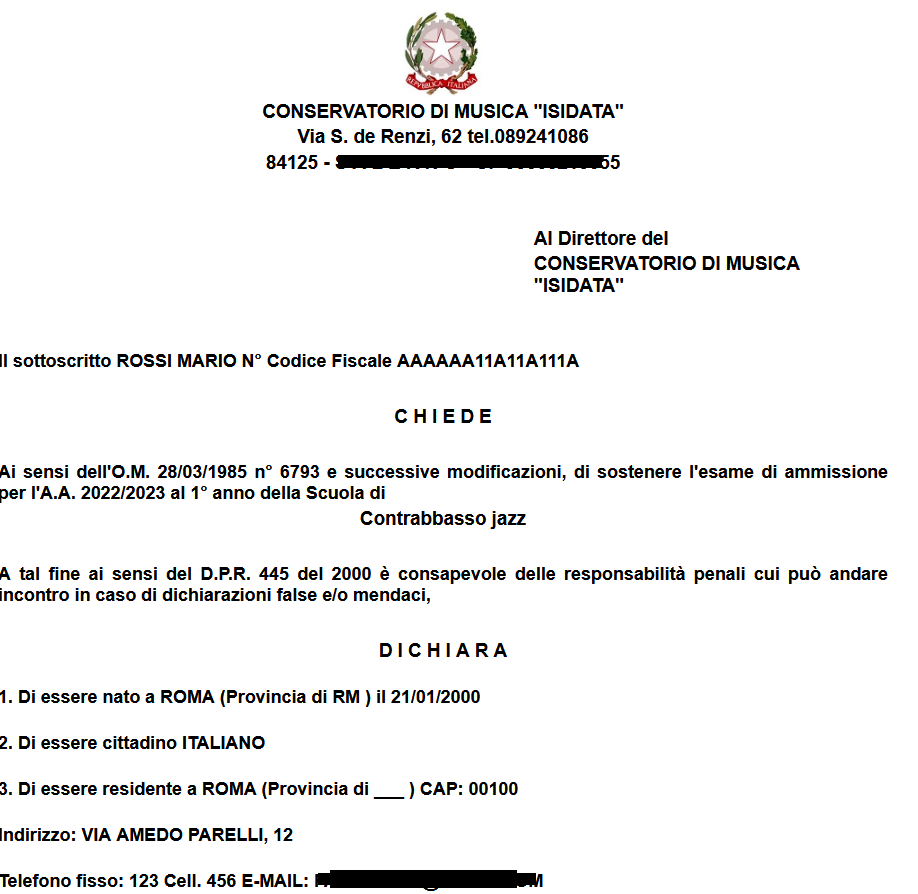 REPVBBLICA ITALIANA
CONSERVATORIO DI MUSICA "ISIDATA"
Via S. de Renzi, 62 tel.089241086
84125 - 55
Al Direttore del
CONSERVATORIO DI MUSICA
"ISIDATA"
Il sottoscritto ROSSI MARIO N° Codice Fiscale AAAAAA11A11A111A
C H I E D E
Ai sensi dell'O.M. 28/03/1985 n° 6793 e successive modificazioni, di sostenere l'esame di ammissione
per l'A.A. 2022/2023 al 1° anno della Scuola di
Contrabbasso jazz
A tal fine ai sensi del D.P.R. 445 del 2000 è consapevole delle responsabilità penali cui può andare
incontro in caso di dichiarazioni false e/o mendaci,
D I C H I A R A
1. Di essere nato a ROMA (Provincia di RM ) il 21/01/2000
2. Di essere cittadino ITALIANO
3. Di essere residente a ROMA (Provincia di ___ ) CAP: 00100
Indirizzo: VIA AMEDO PARELLI, 12
Telefono fisso: 123 Cell. 456 E-MAIL: